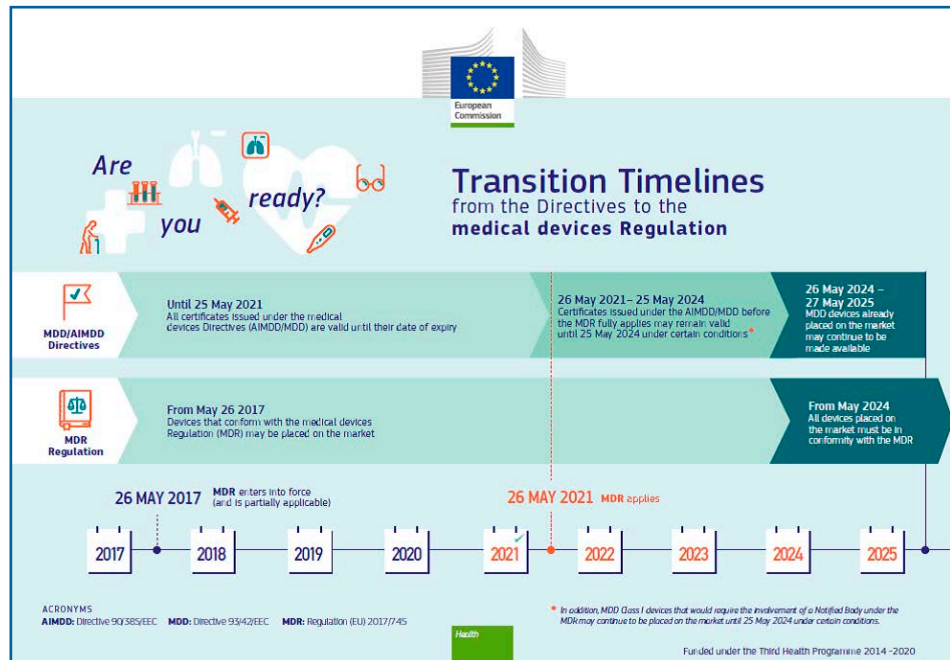 European
Commission
Are
you
ready?
Transition Timelines
from the Directives to the
medical devices Regulation
MDD/AIMDD
Directives
Until 25 May 2021
All certificates issued under the medical
devices Directives (AIMDD/MDD) are valid until their date of expiry
26 May 2021– 25 May 2024
Certificates issued under the AIMDD/MDD before
the MDR fully applies may remain valid
until 25 May 2024 under certain conditions*
26 May 2024 –
27 May 2025
MDD devices already
placed on the market
may continue to be
made available
MDR
Regulation
From May 26 2017
Devices that conform with the medical devices
Regulation (MDR) may be placed on the market
From May 2024
All devices placed on
the market must be in
conformity with the MDR
26 MAY 2017 MDR enters into force
(and is partially applicable)
26 MAY 2021 MDR applies
2017 2018 2019 2020 2021 2022 2023 2024 2025
ACRONYMS
AIMDD: Directive 90/385/EEC MDD: Directive 93/42/EEC MDR: Regulation (EU) 2017/745
* In addition, MDD Class I devices that would require the involvement of a Notified Body under the
MDR may continue to be placed on the market until 25 May 2024 under certain conditions.
Health
Funded under the Third Health Programme 2014 -2020